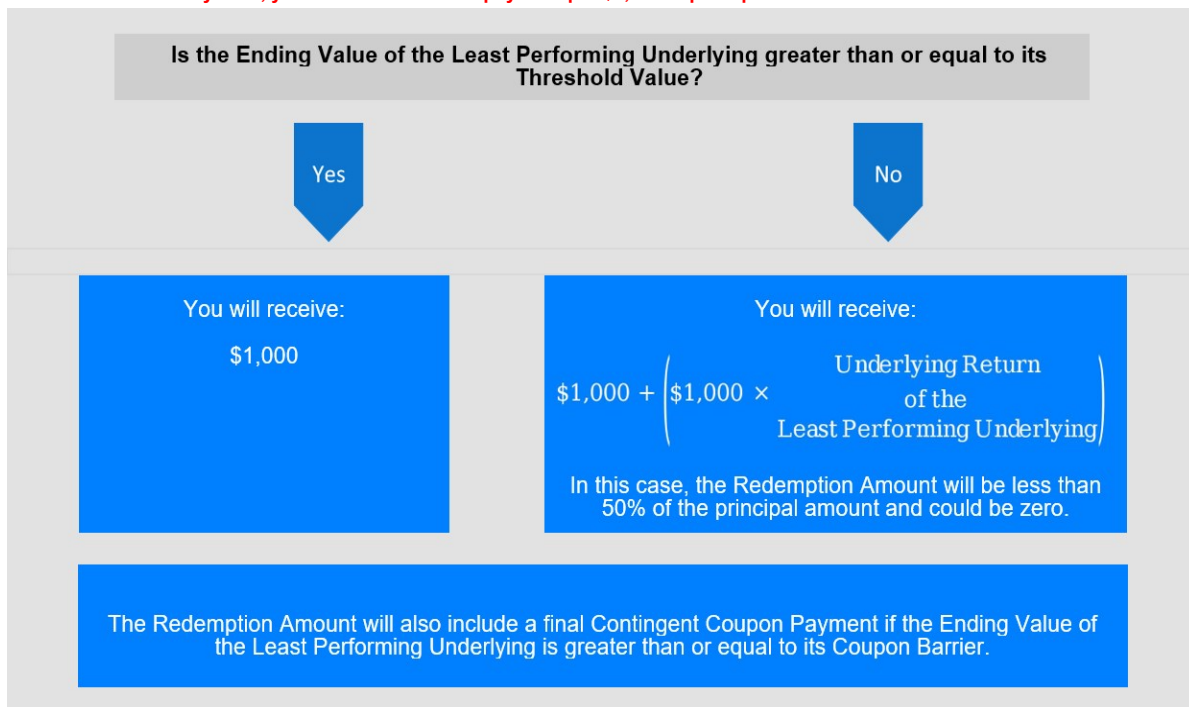 Is the Ending Value of the Least Performing Underlying greater than or equal to its
Threshold Value?
Yes
No
You will receive:
$1,000
You will receive:
Underlying Return
$1,000 + ($1,000 × of the
Least Performing Underlying)
In this case, the Redemption Amount will be less than
50% of the principal amount and could be zero.
The Redemption Amount will also include a final Contingent Coupon Payment if the Ending Value of
the Least Performing Underlying is greater than or equal to its Coupon Barrier.